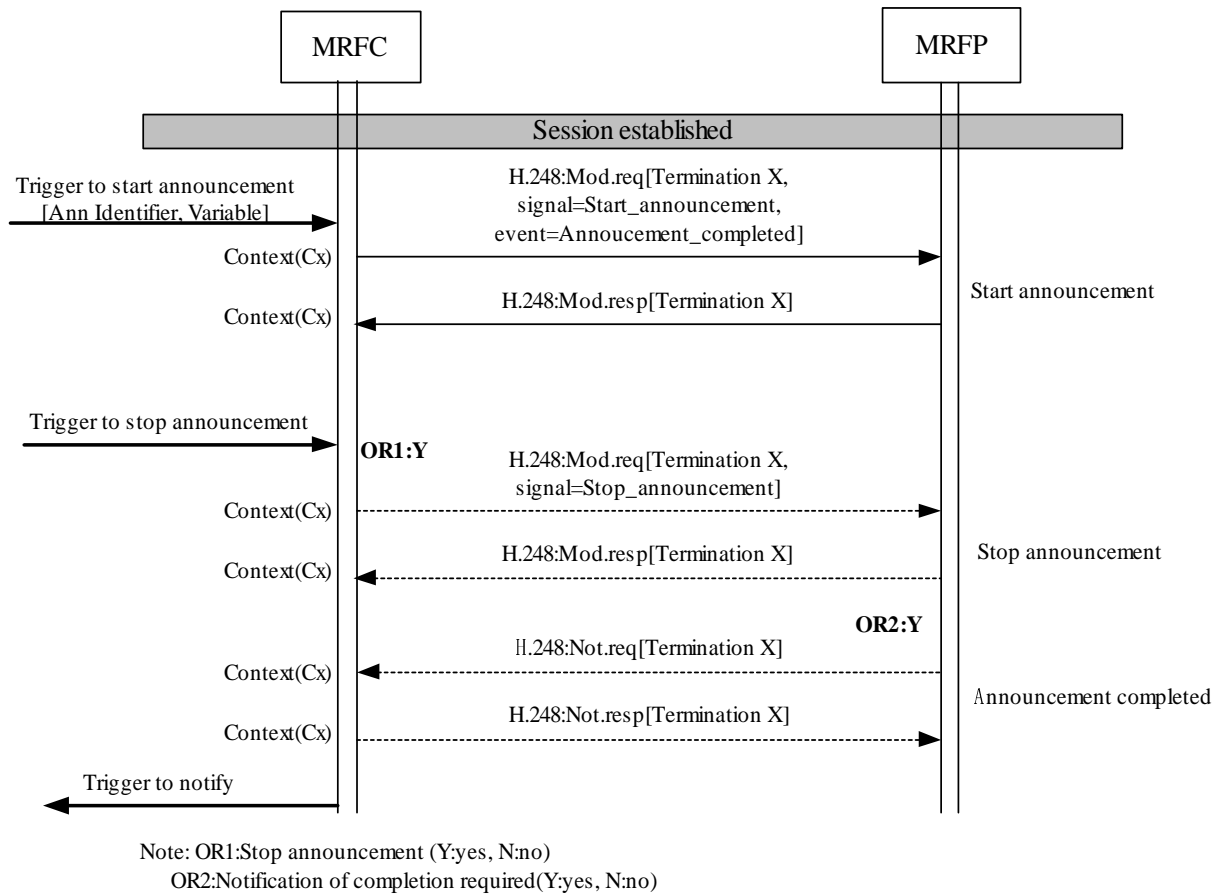 MRFC
MRFP
Session established
Trigger to start announcement
[Ann Identifier, Variable]
H.248:Mod.req[Termination X,
signal=Start_announcement,
event=Annoucement_completed]
Context(Cx)
Start announcement
H.248:Mod.resp[Termination X]
Context(Cx)
Trigger to stop announcement
OR1:Y
H.248:Mod.req[Termination X,
signal=Stop_announcement]
Context(Cx)
H.248:Mod.resp[Termination X]
Stop announcement
Context(Cx)
OR2:Y
H.248:Not.req[Termination X]
Context(Cx)
Announcement completed
H.248:Not.resp[Termination X]
Context(Cx)
Trigger to notify
Note: OR1:Stop announcement (Y:yes, N:no)
OR2:Notification of completion required(Y:yes, N:no)